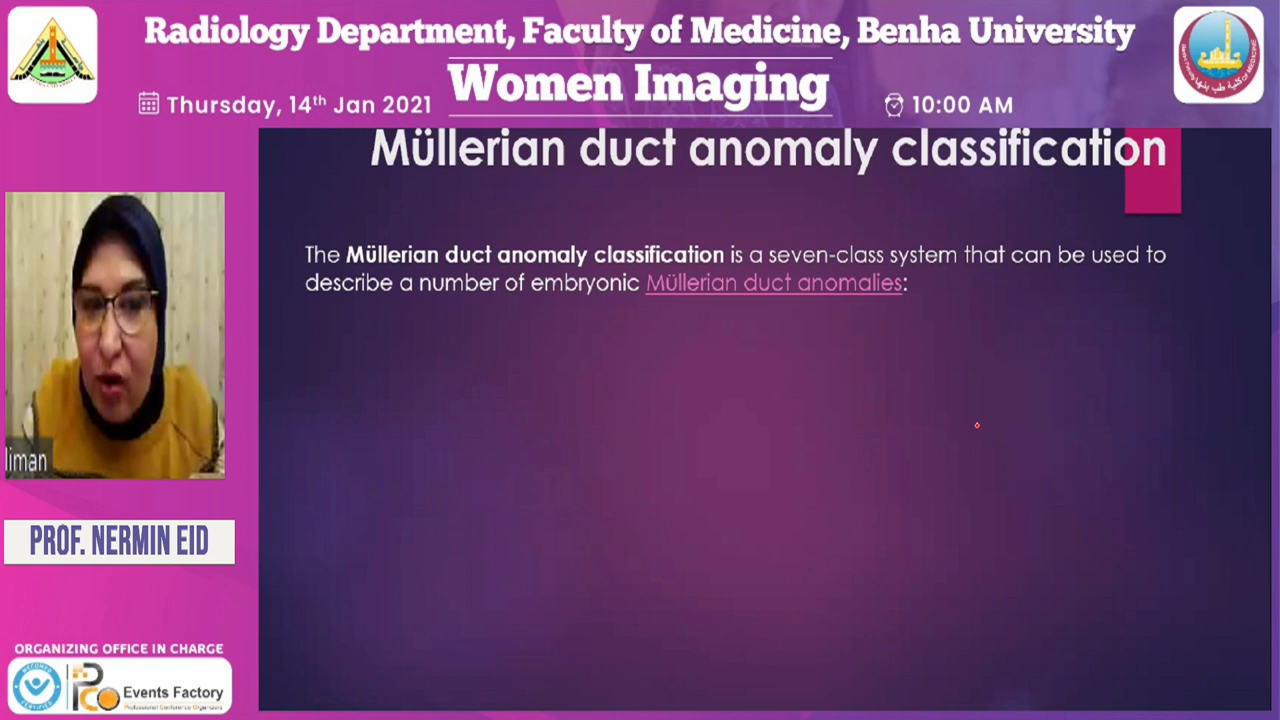 Radiology Department, Faculty of Medicine, Benha University
Women Imaging
Thursday, 14th Jan 2021
10:00 AM
Müllerian duct anomaly classification
The Müllerian duct anomaly classification is a seven-class system that can be used to
describe a number of embryonic Müllerian duct anomalies:
liman
PROF. NERMIN EID
ORGANIZING OFFICE IN CHARGE
Events Factory
Professional Conference Organizers